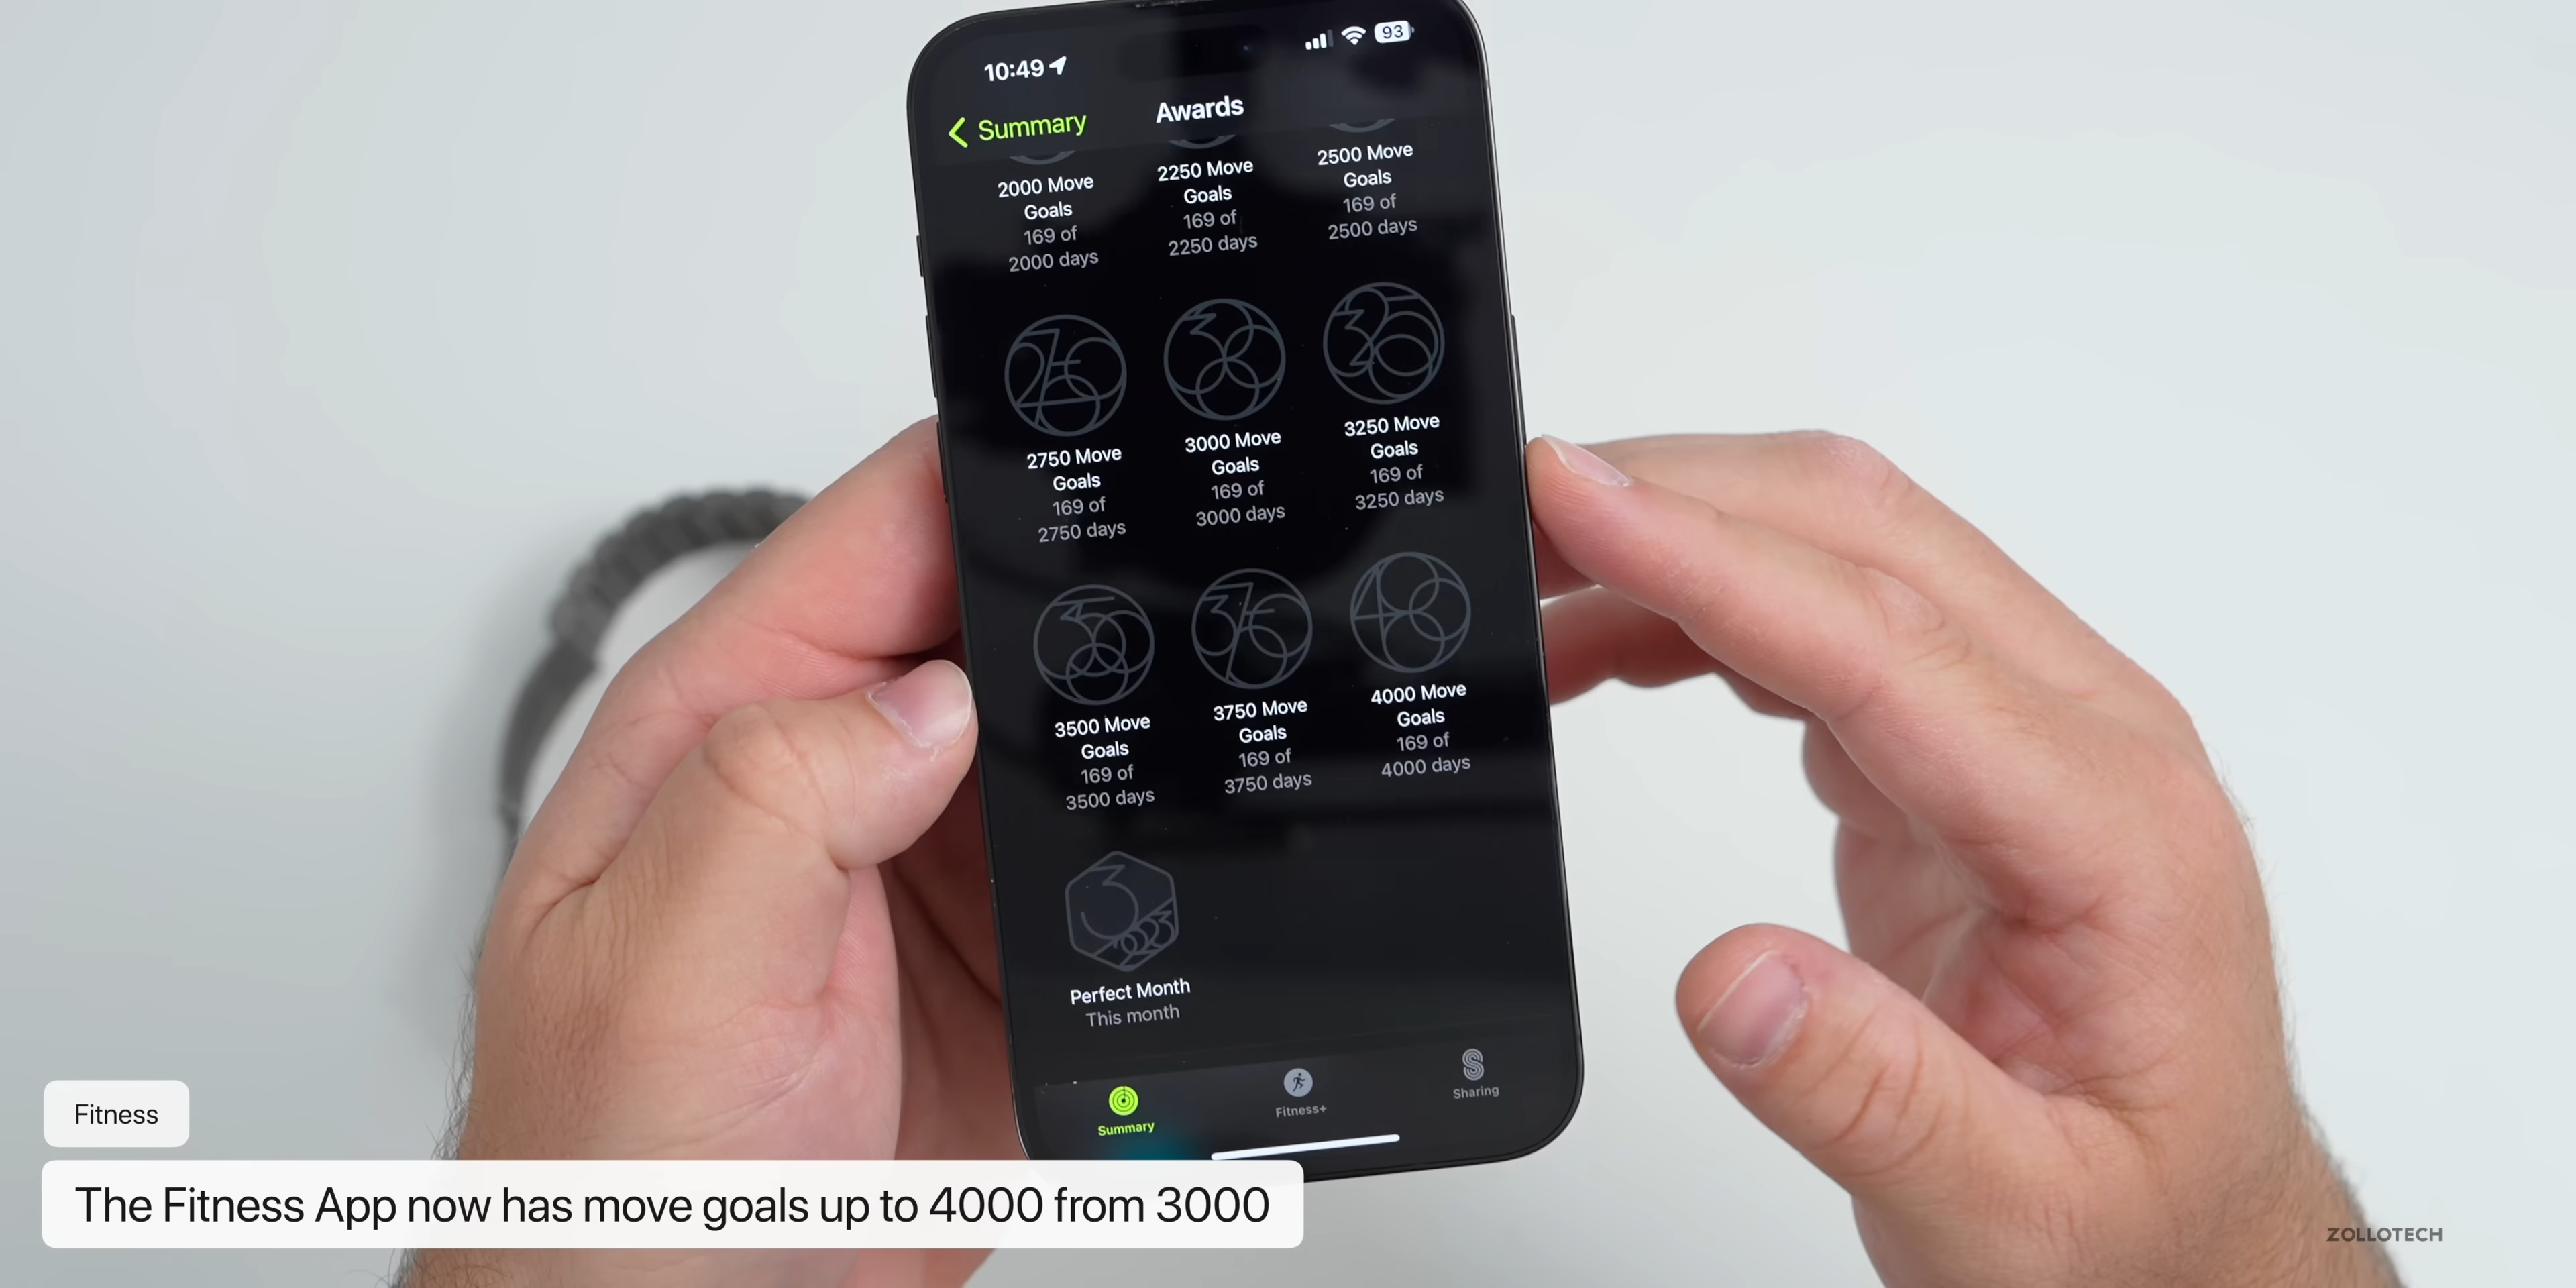 10:49
93
Summary
Awards
2000 Move
Goals
169 of
2000 days
2250 Move
Goals
169 of
2250 days
2500 Move
Goals
169 of
2500 days
2750 Move
Goals
169 of
2750 days
3000 Move
Goals
169 of
3000 days
3250 Move
Goals
169 of
3250 days
3500 Move
Goals
169 of
3500 days
3750 Move
Goals
169 of
3750 days
4000 Move
Goals
169 of
4000 days
3
2023
Perfect Month
This month
Summary
Fitness+
Sharing
Fitness
The Fitness App now has move goals up to 4000 from 3000
ZOLLOTECH